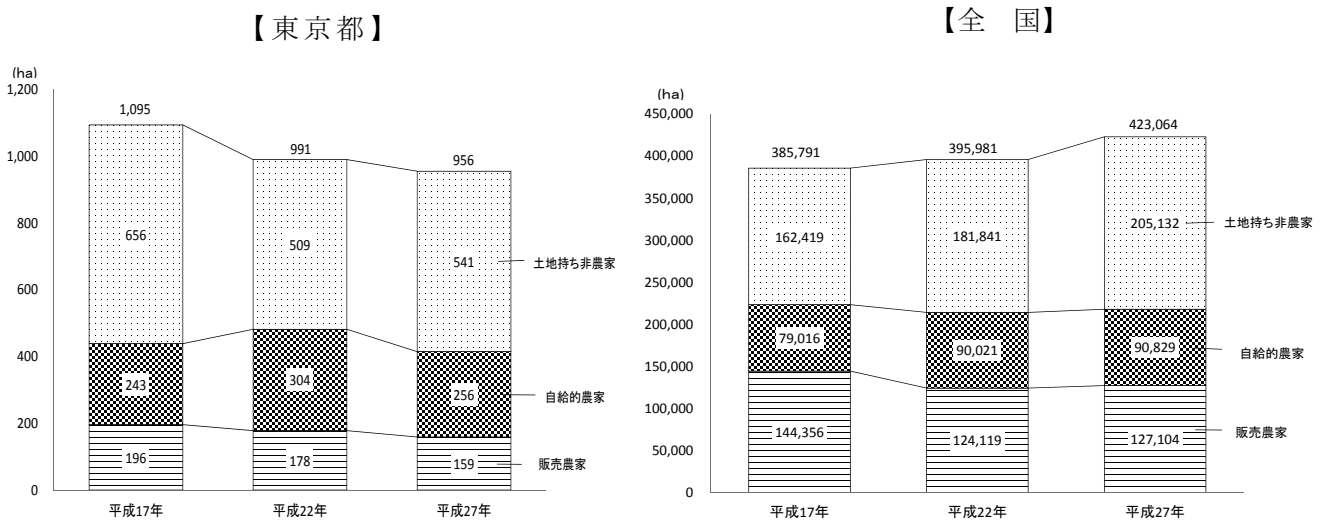 【東京都】
(ha)
1,200
1,000
800
600
400
200
0
1,095
991
956
656
509
541
243
304
256
196
178
159
土地持ち非農家
自給的農家
販売農家
平成17年
平成22年
平成27年
【全　国】
(ha)
450,000
400,000
350,000
300,000
250,000
200,000
150,000
100,000
50,000
0
385,791
395,981
423,064
162,419
181,841
205,132
79,016
90,021
90,829
144,356
124,119
127,104
土地持ち非農家
自給的農家
販売農家
平成17年
平成22年
平成27年